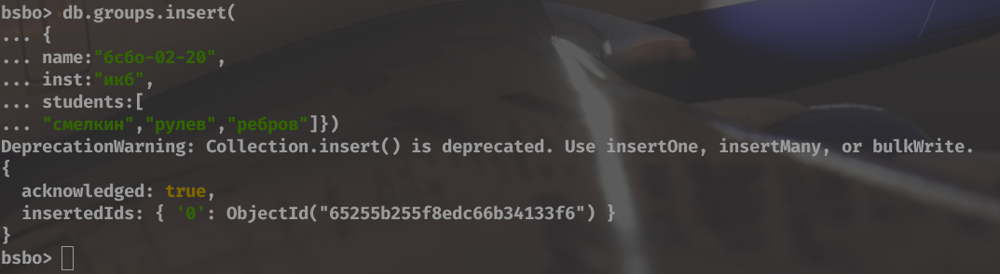 bsbo> db.groups.insert(
... {
... name:"бсбо-02-20",
... inst:"икб",
... students:[
... "смелкин","рулев","ребров"]})
DeprecationWarning: Collection.insert() is deprecated. Use insertOne, insertMany, or bulkWrite.
{
  acknowledged: true,
  insertedIds: { '0': ObjectId("65255b255f8edc66b34133f6") }
}
bsbo>